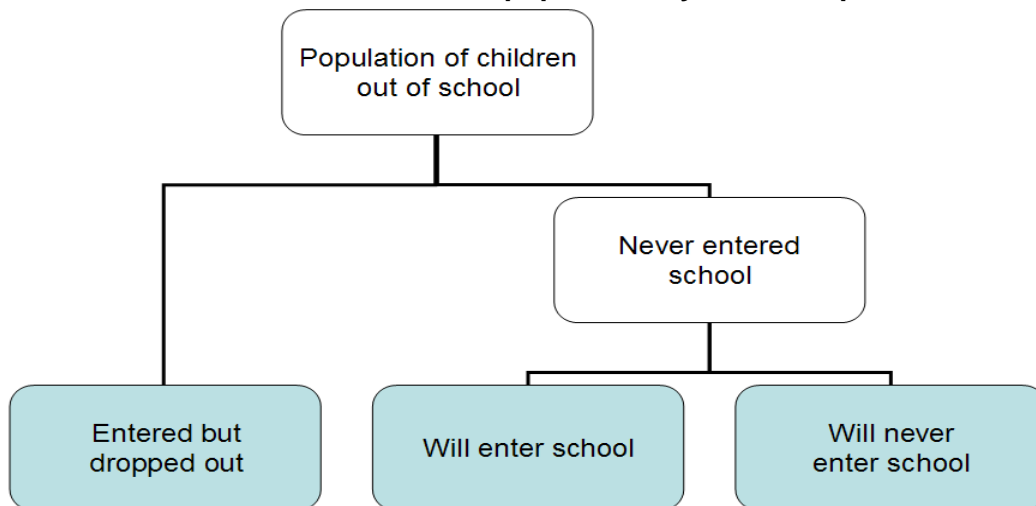 Population of children
out of school
Never entered
school
Entered but
dropped out
Will enter school
Will never
enter school